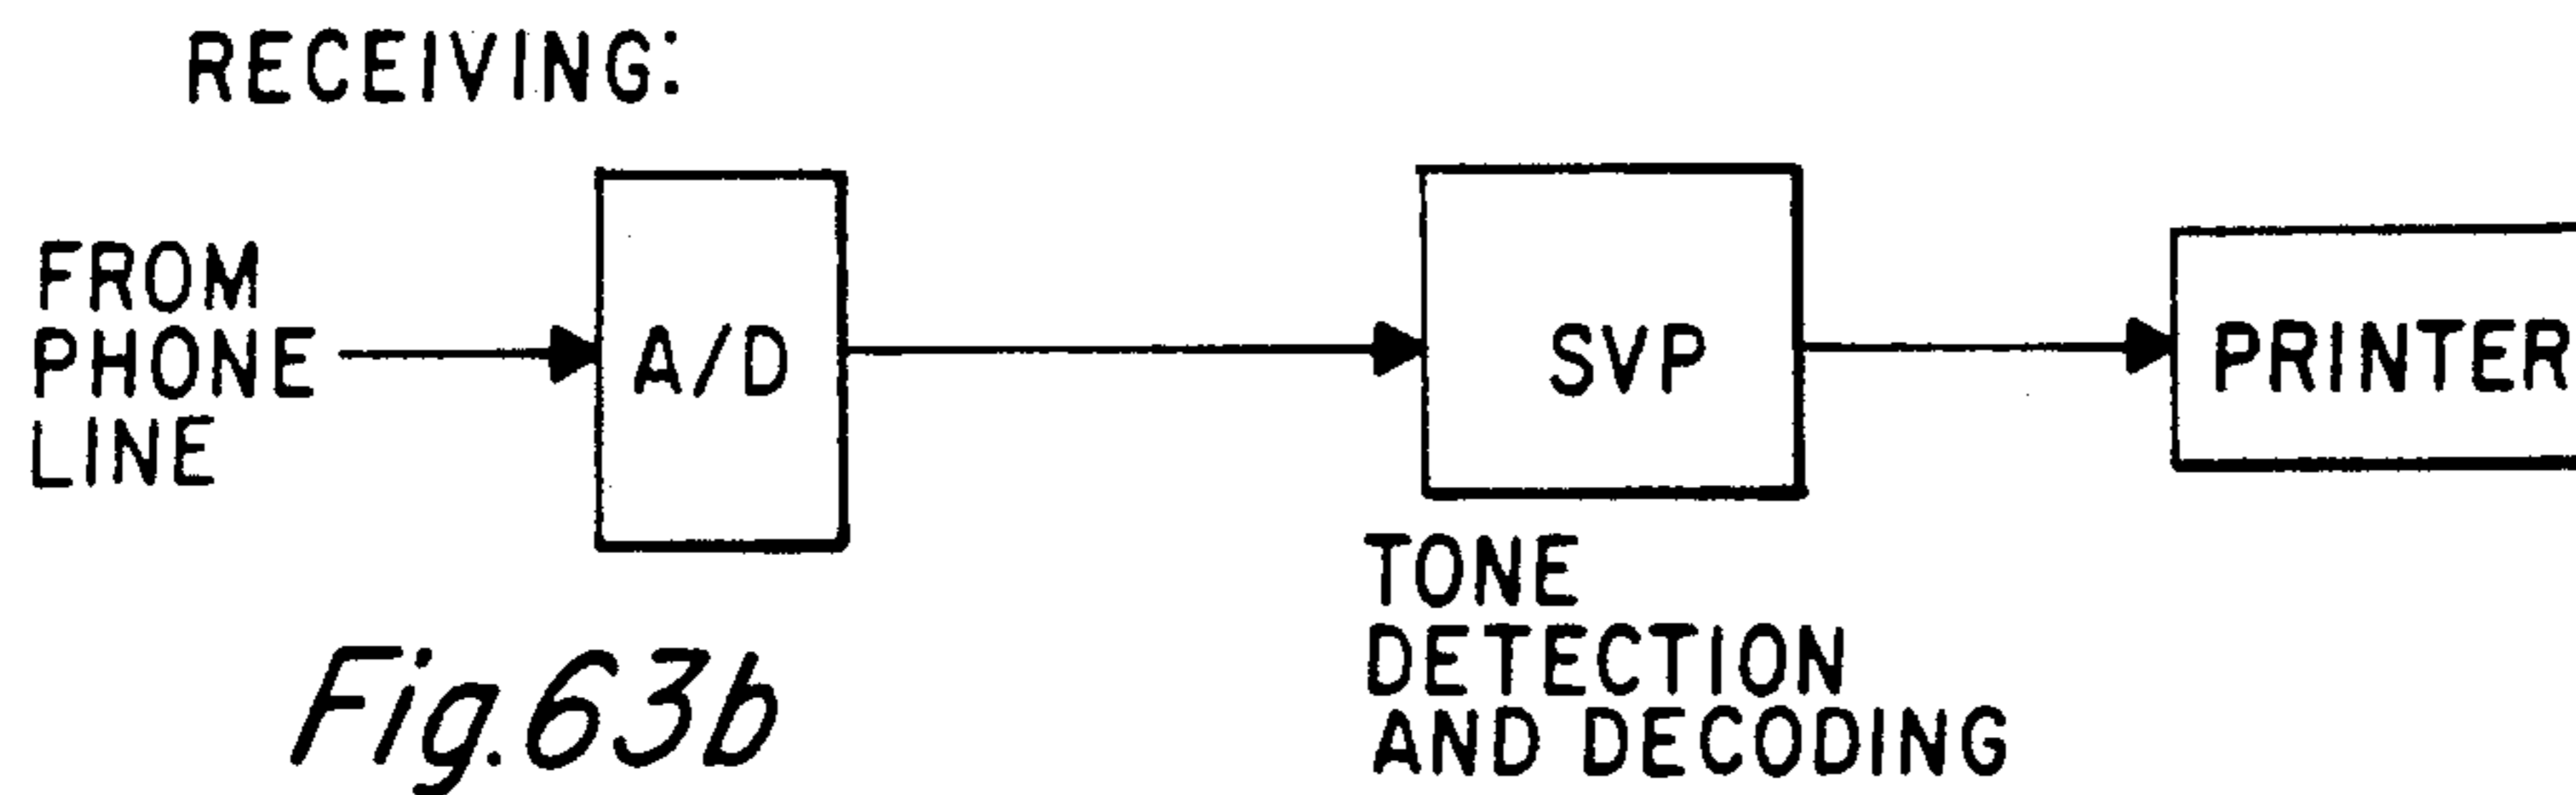 RECEIVING:
FROM
PHONE
LINE
A/D
SVP
PRINTER
TONE
DETECTION
AND DECODING
Fig.63b